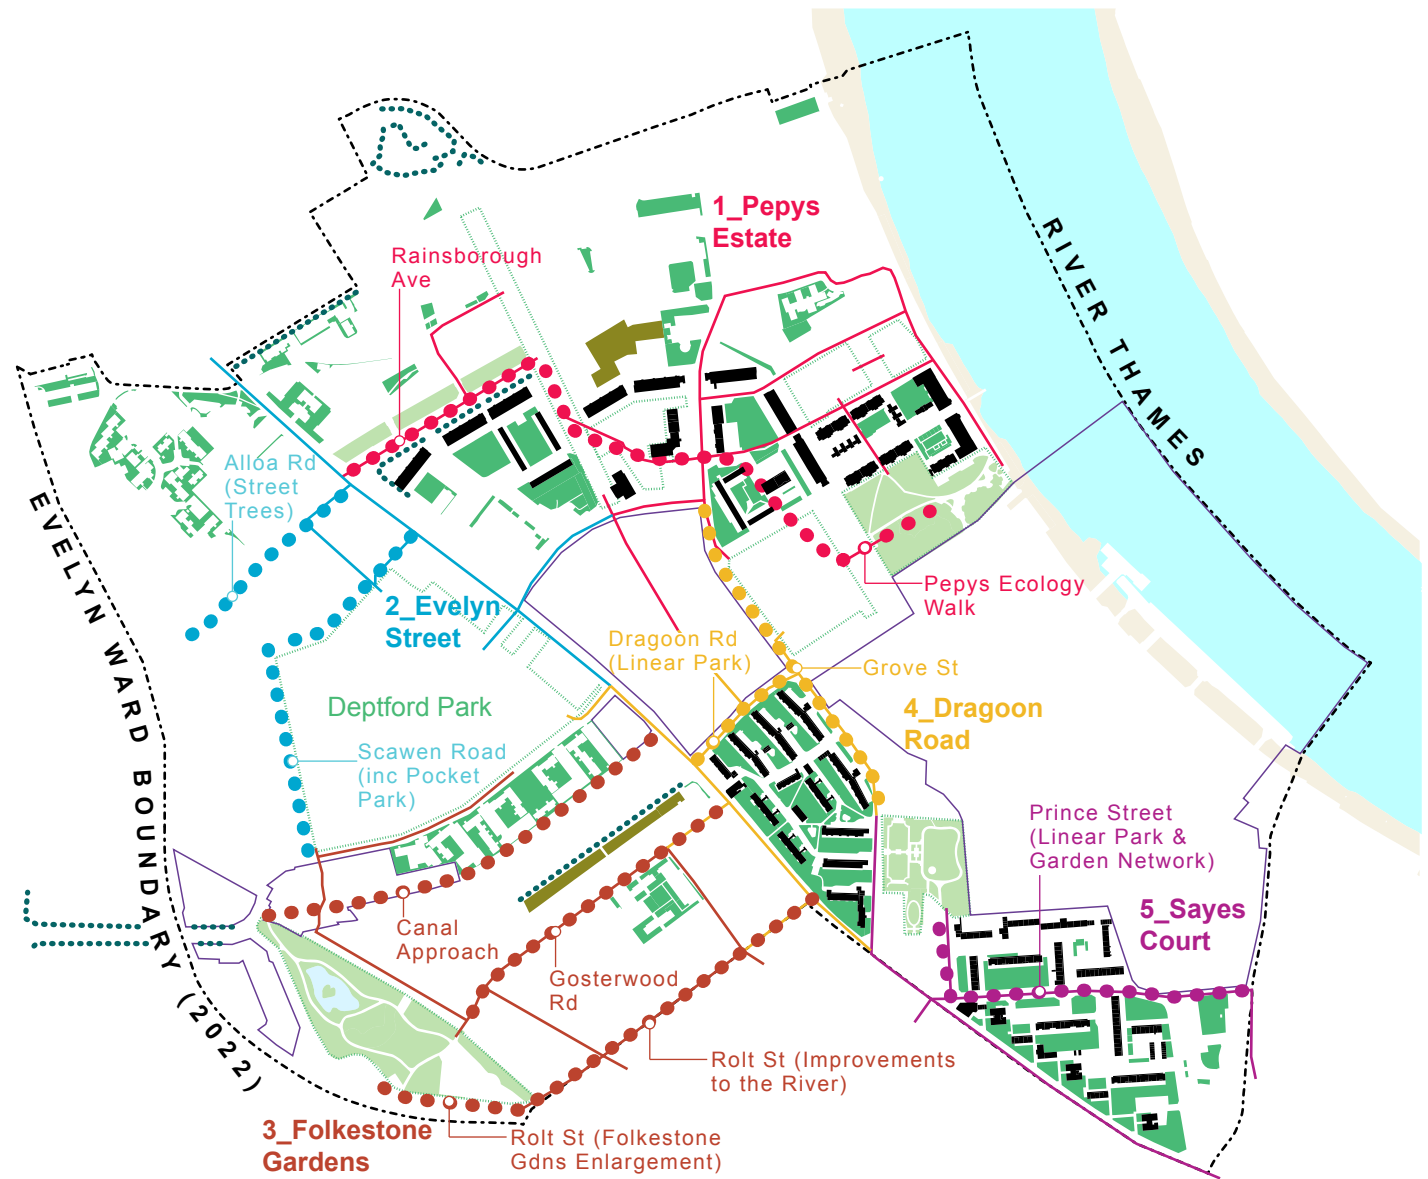 1_Pepys
Estate
Rainsborough
Ave
RIVER THAMES
Alloa Rd
(Street
Trees)
EVELYN WARD BOUNDARY (2022)
2_Evelyn
Street
Pepys Ecology
Walk
Dragoon Rd
(Linear Park)
Grove St
Deptford Park
4_Dragoon
Road
Scawen Road
(inc Pocket
Park)
Prince Street
(Linear Park &
Garden Network)
5_Sayes
Court
Canal
Approach
Gosterwood
Rd
Rolt St (Improvements
to the River)
3_Folkestone
Gardens
Rolt St (Folkestone
Gdns Enlargement)